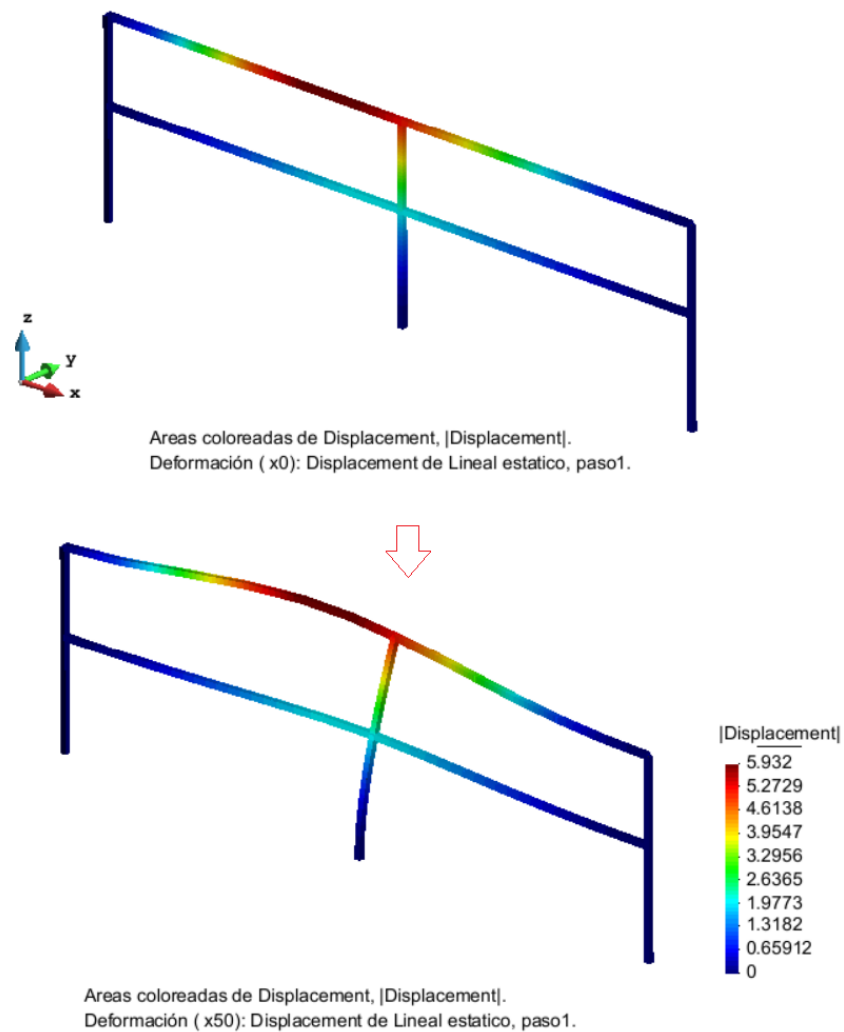 z
y
x
Areas coloreadas de Displacement, |Displacement|.
Deformación ( x0): Displacement de Lineal estatico, paso1.
|Displacement|
5.932
5.2729
4.6138
3.9547
3.2956
2.6365
1.9773
1.3182
0.65912
0
Areas coloreadas de Displacement, |Displacement|.
Deformación ( x50): Displacement de Lineal estatico, paso1.